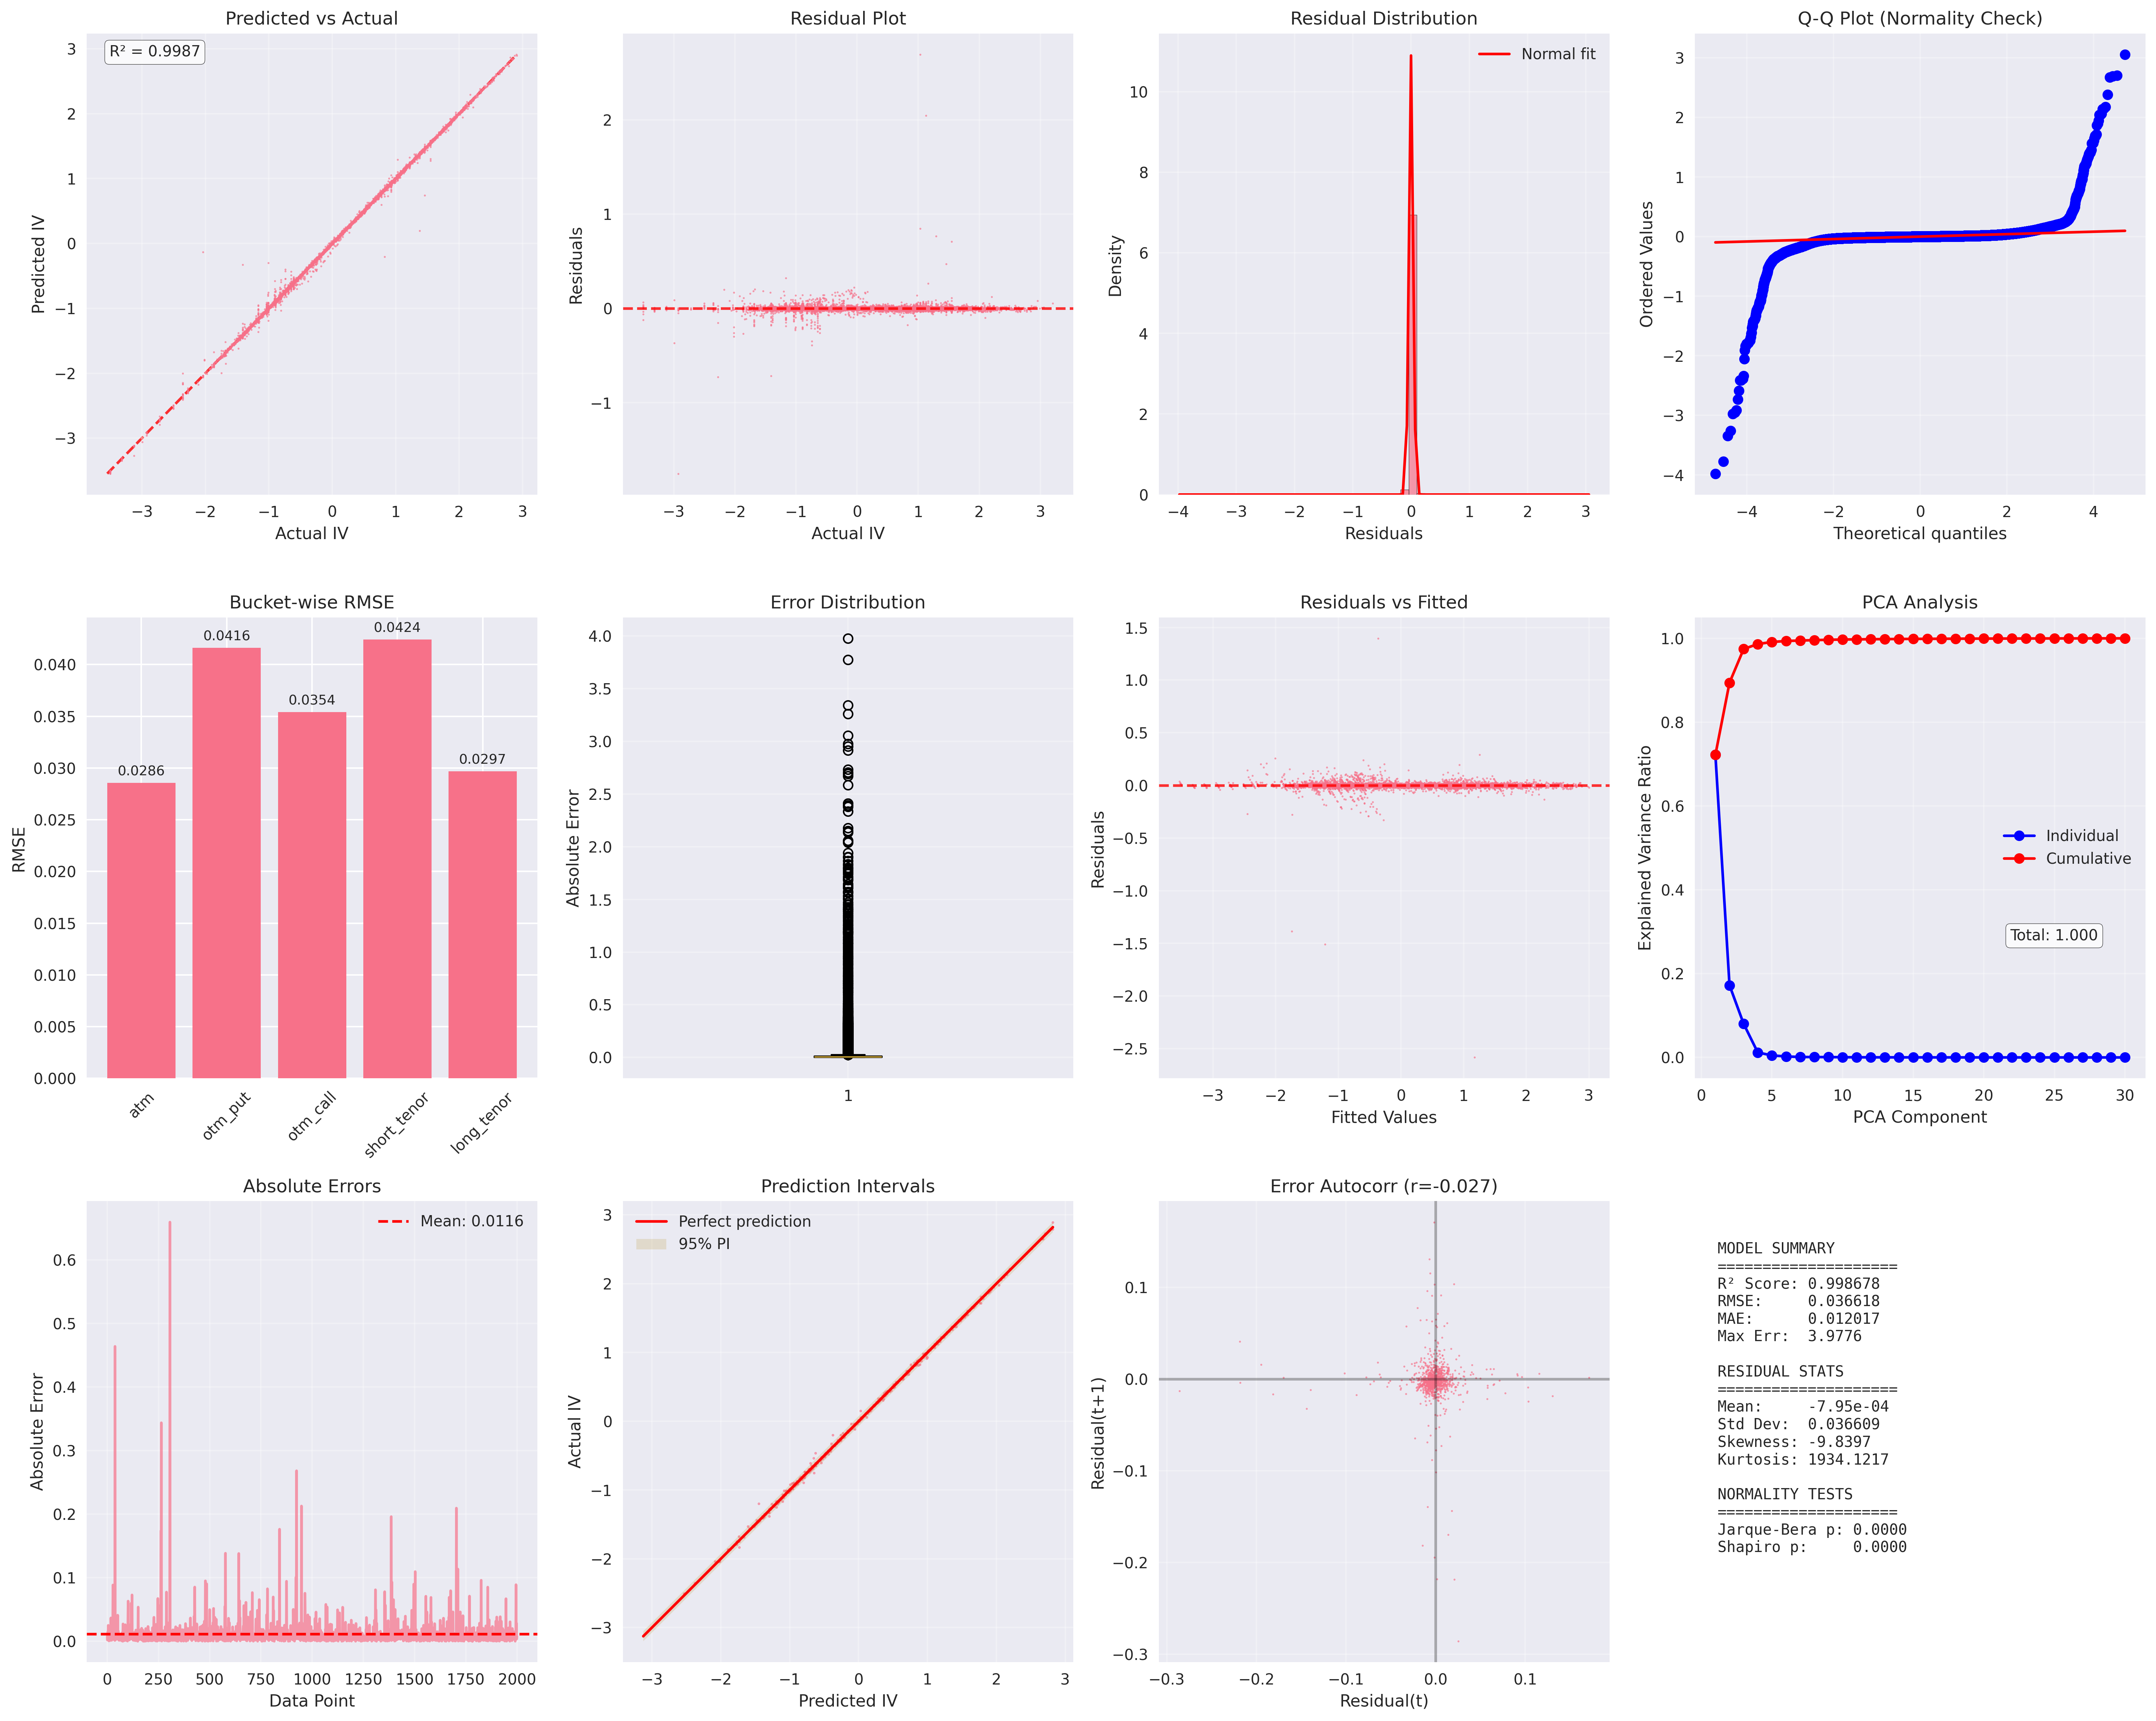 Predicted vs Actual
R² = 0.9987
3
2
1
0
−1
−2
−3
Predicted IV
−3
−2
−1
0
1
2
3
Actual IV
Residual Plot
2
1
0
−1
Residuals
−3
−2
−1
0
1
2
3
Actual IV
Residual Distribution
Normal fit
10
8
6
4
2
0
Density
−4
−3
−2
−1
0
1
2
3
Residuals
Q-Q Plot (Normality Check)
3
2
1
0
−1
−2
−3
−4
Ordered Values
−4
−2
0
2
4
Theoretical quantiles
Bucket-wise RMSE
0.0286
0.0416
0.0354
0.0424
0.0297
0.040
0.035
0.030
0.025
0.020
0.015
0.010
0.005
0.000
RMSE
atm
otm_put
otm_call
short_tenor
long_tenor
Error Distribution
4.0
3.5
3.0
2.5
2.0
1.5
1.0
0.5
0.0
Absolute Error
1
Residuals vs Fitted
1.5
1.0
0.5
0.0
−0.5
−1.0
−1.5
−2.0
−2.5
Residuals
−3
−2
−1
0
1
2
3
Fitted Values
PCA Analysis
1.0
0.8
0.6
0.4
0.2
0.0
Explained Variance Ratio
Individual
Cumulative
Total: 1.000
0
5
10
15
20
25
30
PCA Component
Absolute Errors
Mean: 0.0116
0.6
0.5
0.4
0.3
0.2
0.1
0.0
Absolute Error
0
250
500
750
1000
1250
1500
1750
2000
Data Point
Prediction Intervals
Perfect prediction
95% PI
3
2
1
0
−1
−2
−3
Actual IV
−3
−2
−1
0
1
2
3
Predicted IV
Error Autocorr (r=-0.027)
0.1
0.0
−0.1
−0.2
−0.3
Residual(t+1)
−0.3
−0.2
−0.1
0.0
0.1
Residual(t)
MODEL SUMMARY
====================
R² Score: 0.998678
RMSE: 0.036618
MAE: 0.012017
Max Err: 3.9776
RESIDUAL STATS
====================
Mean: -7.95e-04
Std Dev: 0.036609
Skewness: -9.8397
Kurtosis: 1934.1217
NORMALITY TESTS
====================
Jarque-Bera p: 0.0000
Shapiro p: 0.0000